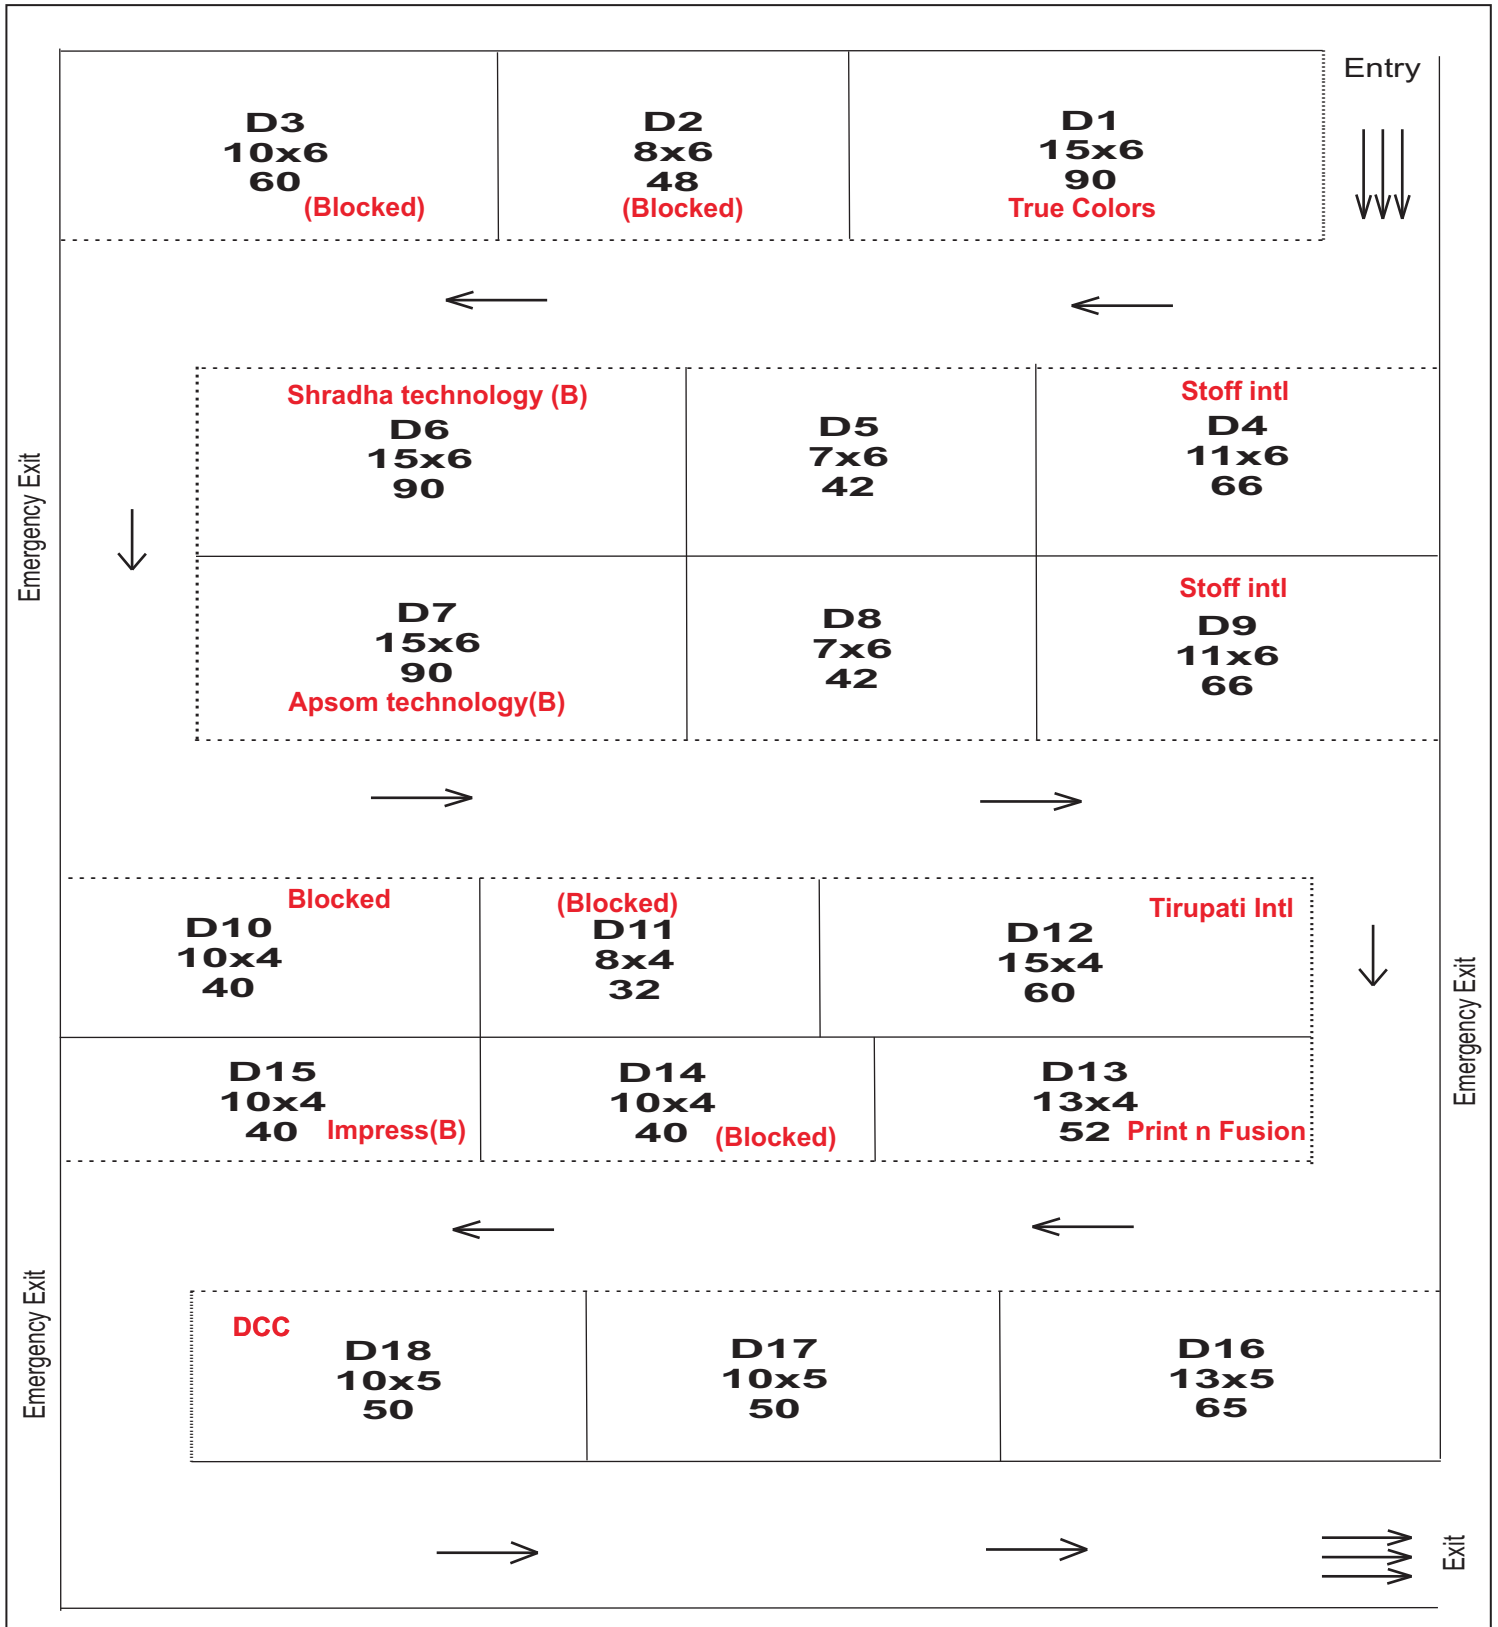 Entry
D3
10x6
60
(Blocked)
D2
8x6
48
(Blocked)
D1
15x6
90
True Colors
Shradha technology (B)
D6
15x6
90
D5
7x6
42
Stoff intl
D4
11x6
66
Emergency Exit
D7
15x6
90
Apsom technology(B)
D8
7x6
42
Stoff intl
D9
11x6
66
Blocked
D10
10x4
40
(Blocked)
D11
8x4
32
Tirupati Intl
D12
15x4
60
Emergency Exit
D15
10x4
40 Impress(B)
D14
10x4
40 (Blocked)
D13
13x4
52 Print n Fusion
Emergency Exit
DCC
D18
10x5
50
D17
10x5
50
D16
13x5
65
Exit